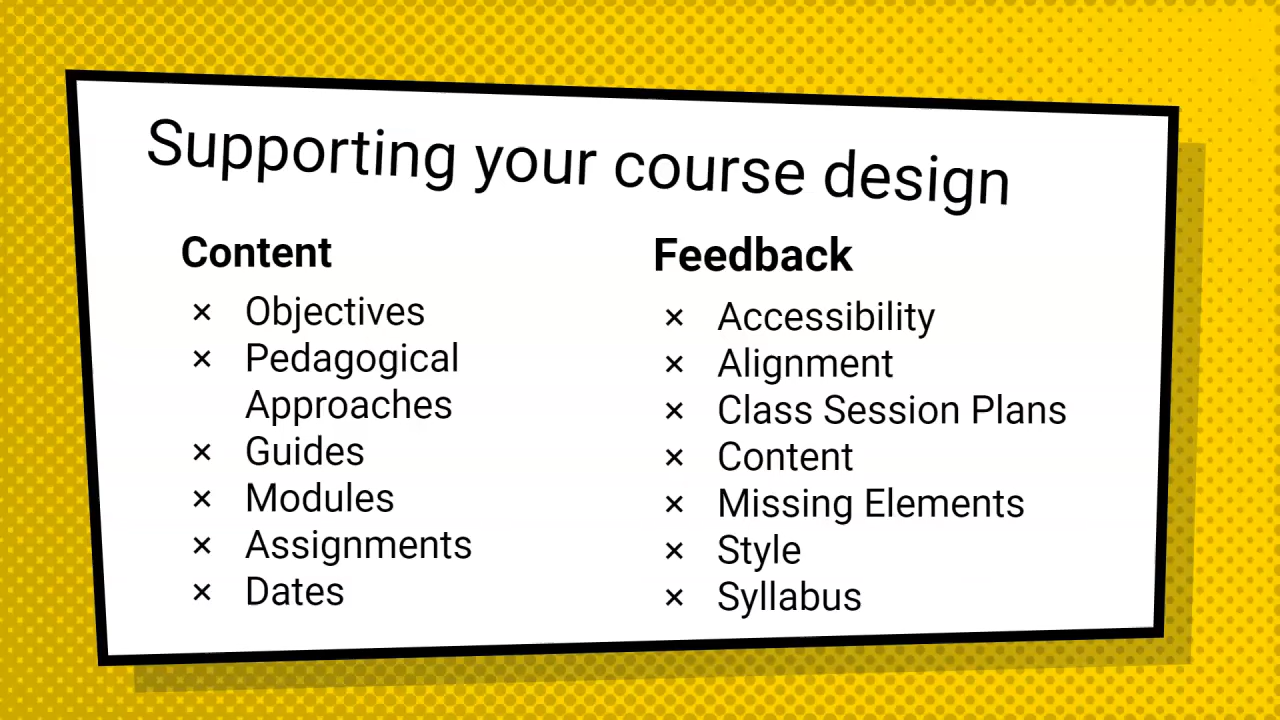 Supporting your course design
Content
× Objectives
× Pedagogical
Approaches
× Guides
× Modules
× Assignments
× Dates
Feedback
× Accessibility
× Alignment
× Class Session Plans
× Content
× Missing Elements
× Style
× Syllabus